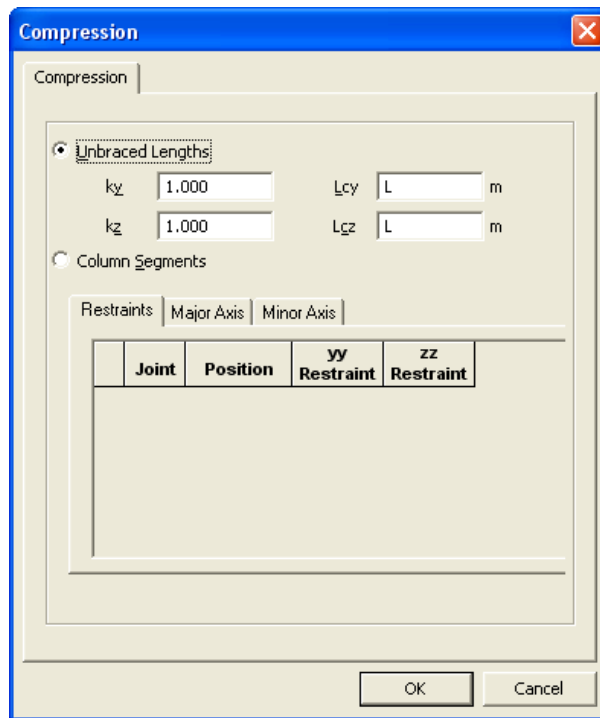 Compression
Compression
Unbraced Lengths
ky 1.000 Lcy L m
kz 1.000 Lcz L m
Column Segments
Restraints Major Axis Minor Axis
Joint Position yy Restraint zz Restraint
OK Cancel